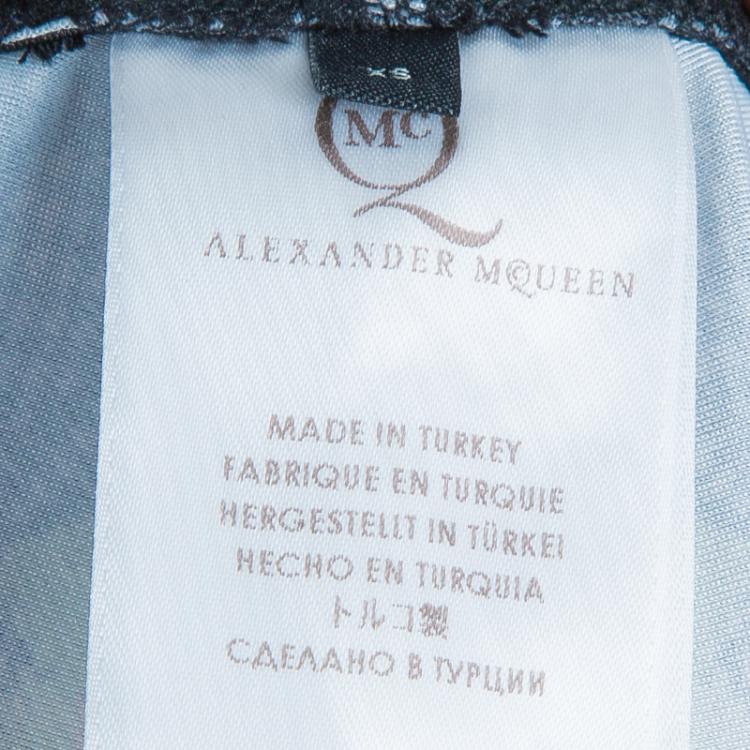 XS
McQ
ALEXANDER McQUEEN
MADE IN TURKEY
FABRIQUE EN TURQUIE
HERGESTELLT IN TÜRKEI
HECHO EN TURQUIA
トルコ製
СДЕЛАНО В ТУРЦИИ